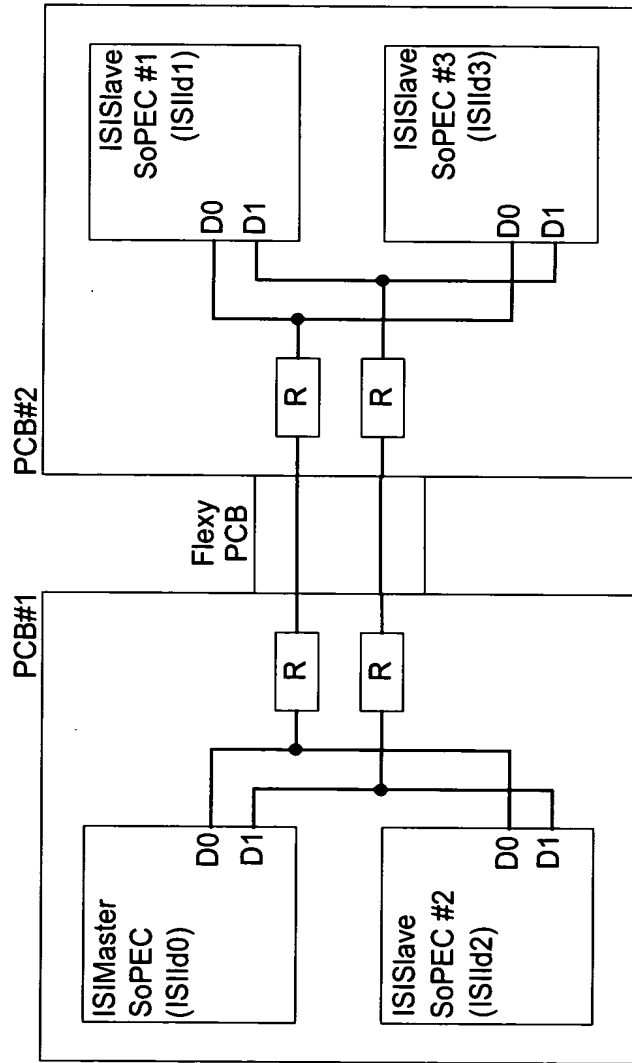 PCB#1
ISIMaster
SoPEC
(ISIId0)
D0
D1
ISISlave
SoPEC #2
(ISIId2)
D0
D1
R
R
Flexy
PCB
PCB#2
R
R
ISISlave
SoPEC #1
(ISIId1)
D0
D1
ISISlave
SoPEC #3
(ISIId3)
D0
D1